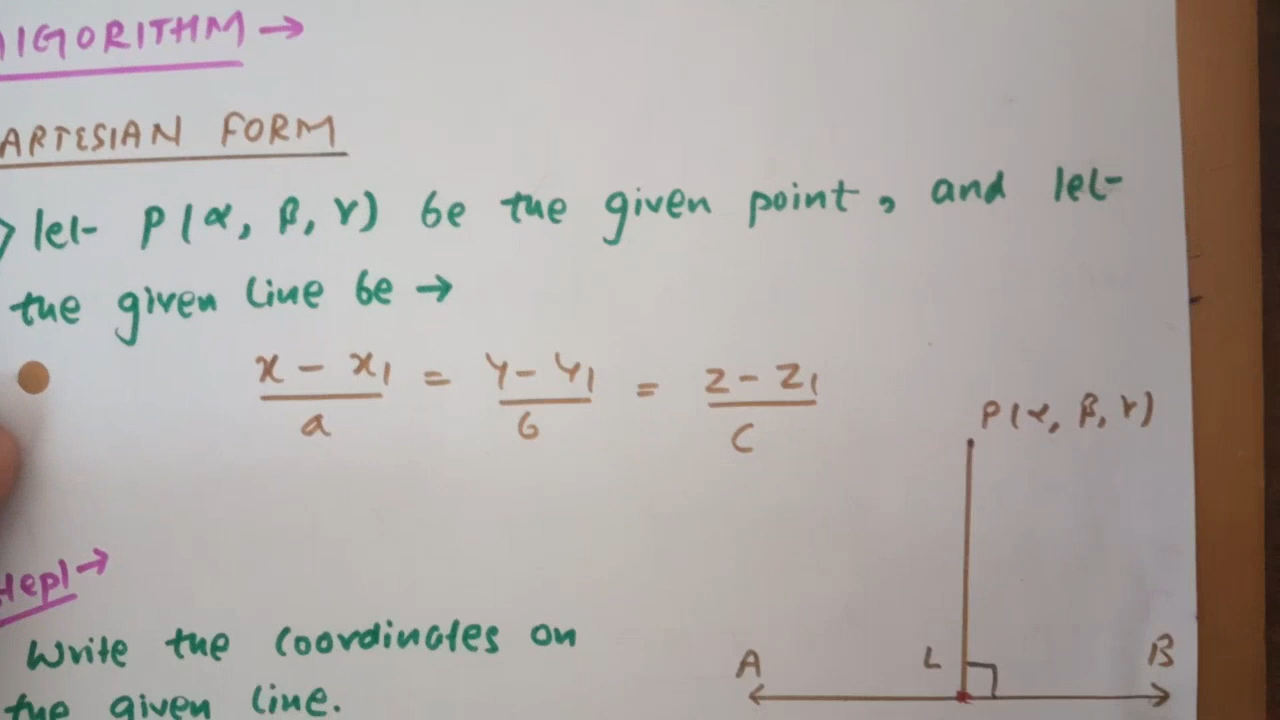 ALGORITHM →
CARTESIAN FORM
let P(α, β, γ) be the given point, and let
the given line be →
x - x1 / a = y - y1 / b = z - z1 / c
P(α, β, γ)
Step1 →
Write the coordinates on
the given line.
A L B